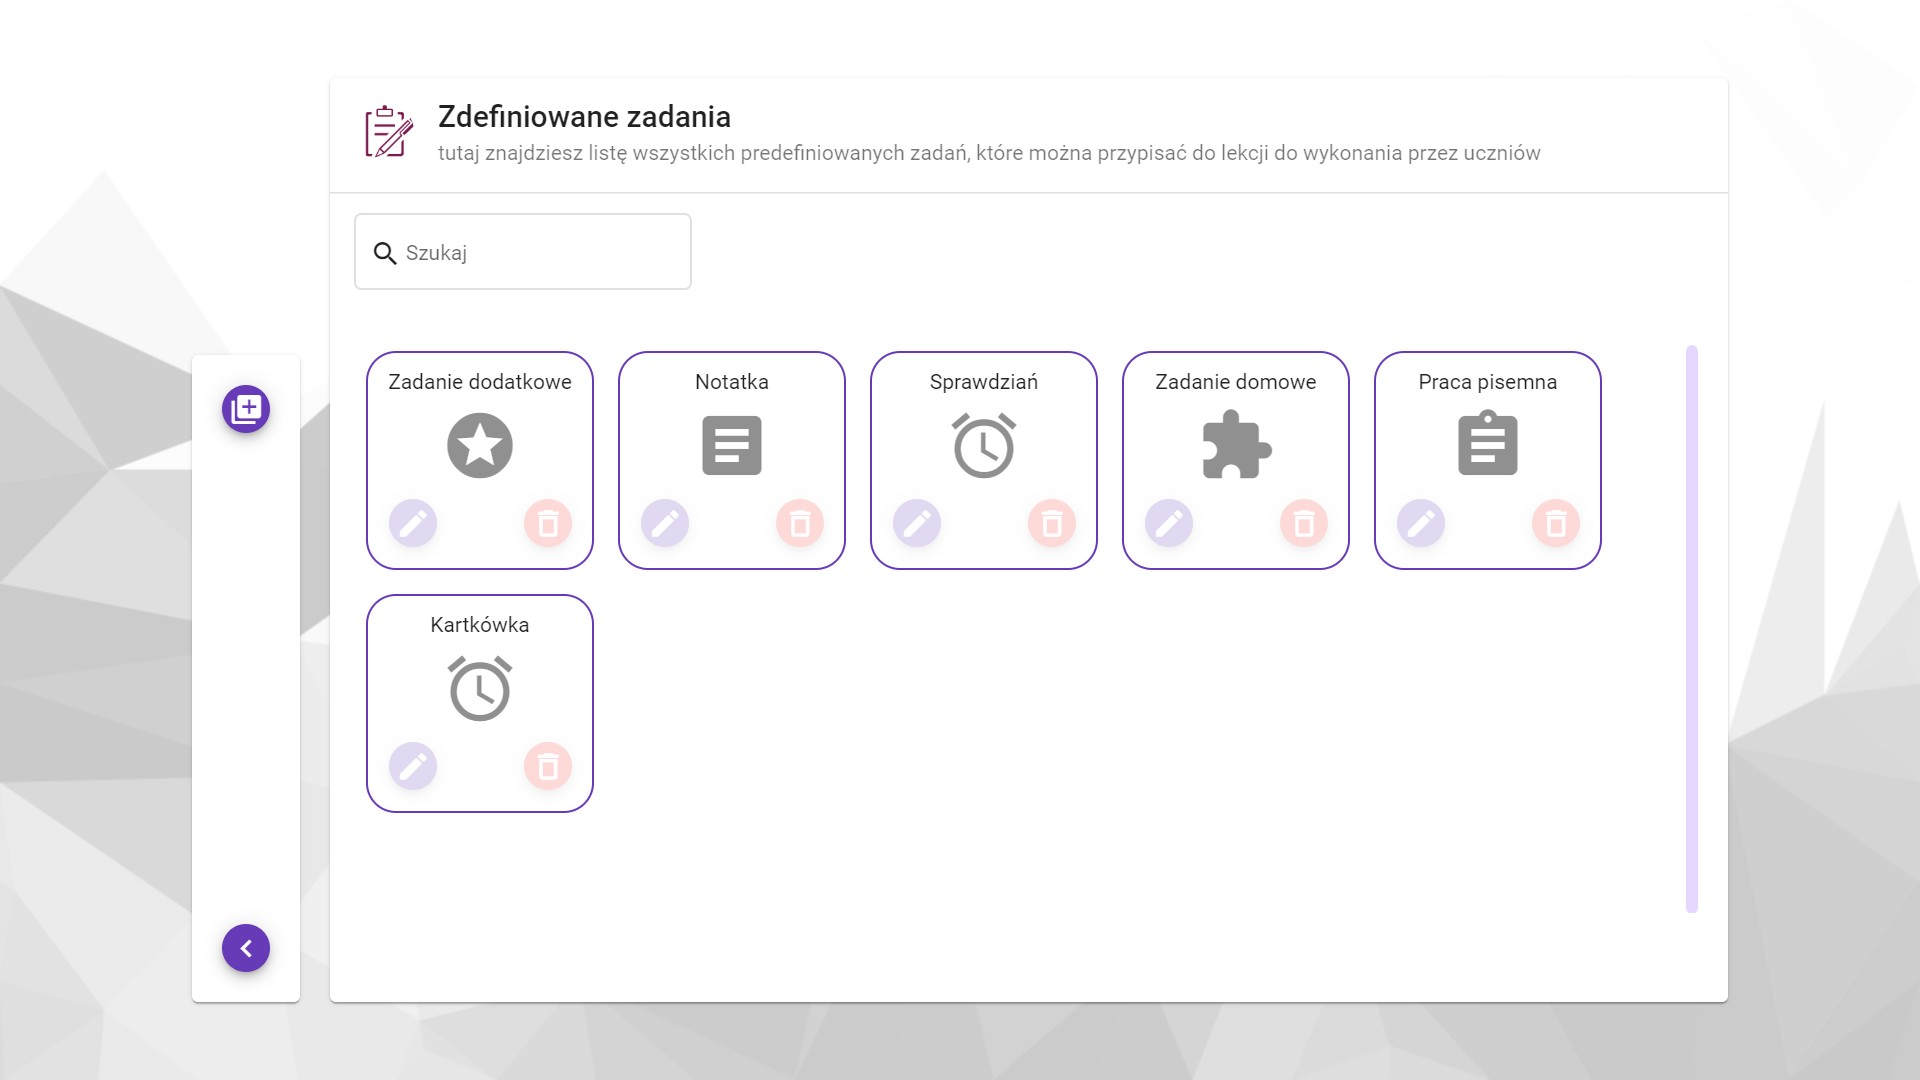 Zdefiniowane zadania
tutaj znajdziesz listę wszystkich predefiniowanych zadań, które można przypisać do lekcji do wykonania przez uczniów
Szukaj
Zadanie dodatkowe
Notatka
Sprawdziań
Zadanie domowe
Praca pisemna
Kartkówka